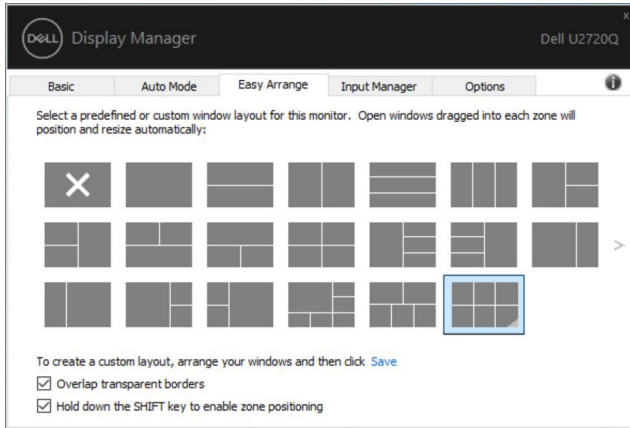 x
DELL Display Manager
Dell U2720Q
Basic Auto Mode Easy Arrange Input Manager Options i
Select a predefined or custom window layout for this monitor. Open windows dragged into each zone will
position and resize automatically:
>
To create a custom layout, arrange your windows and then click Save
Overlap transparent borders
Hold down the SHIFT key to enable zone positioning